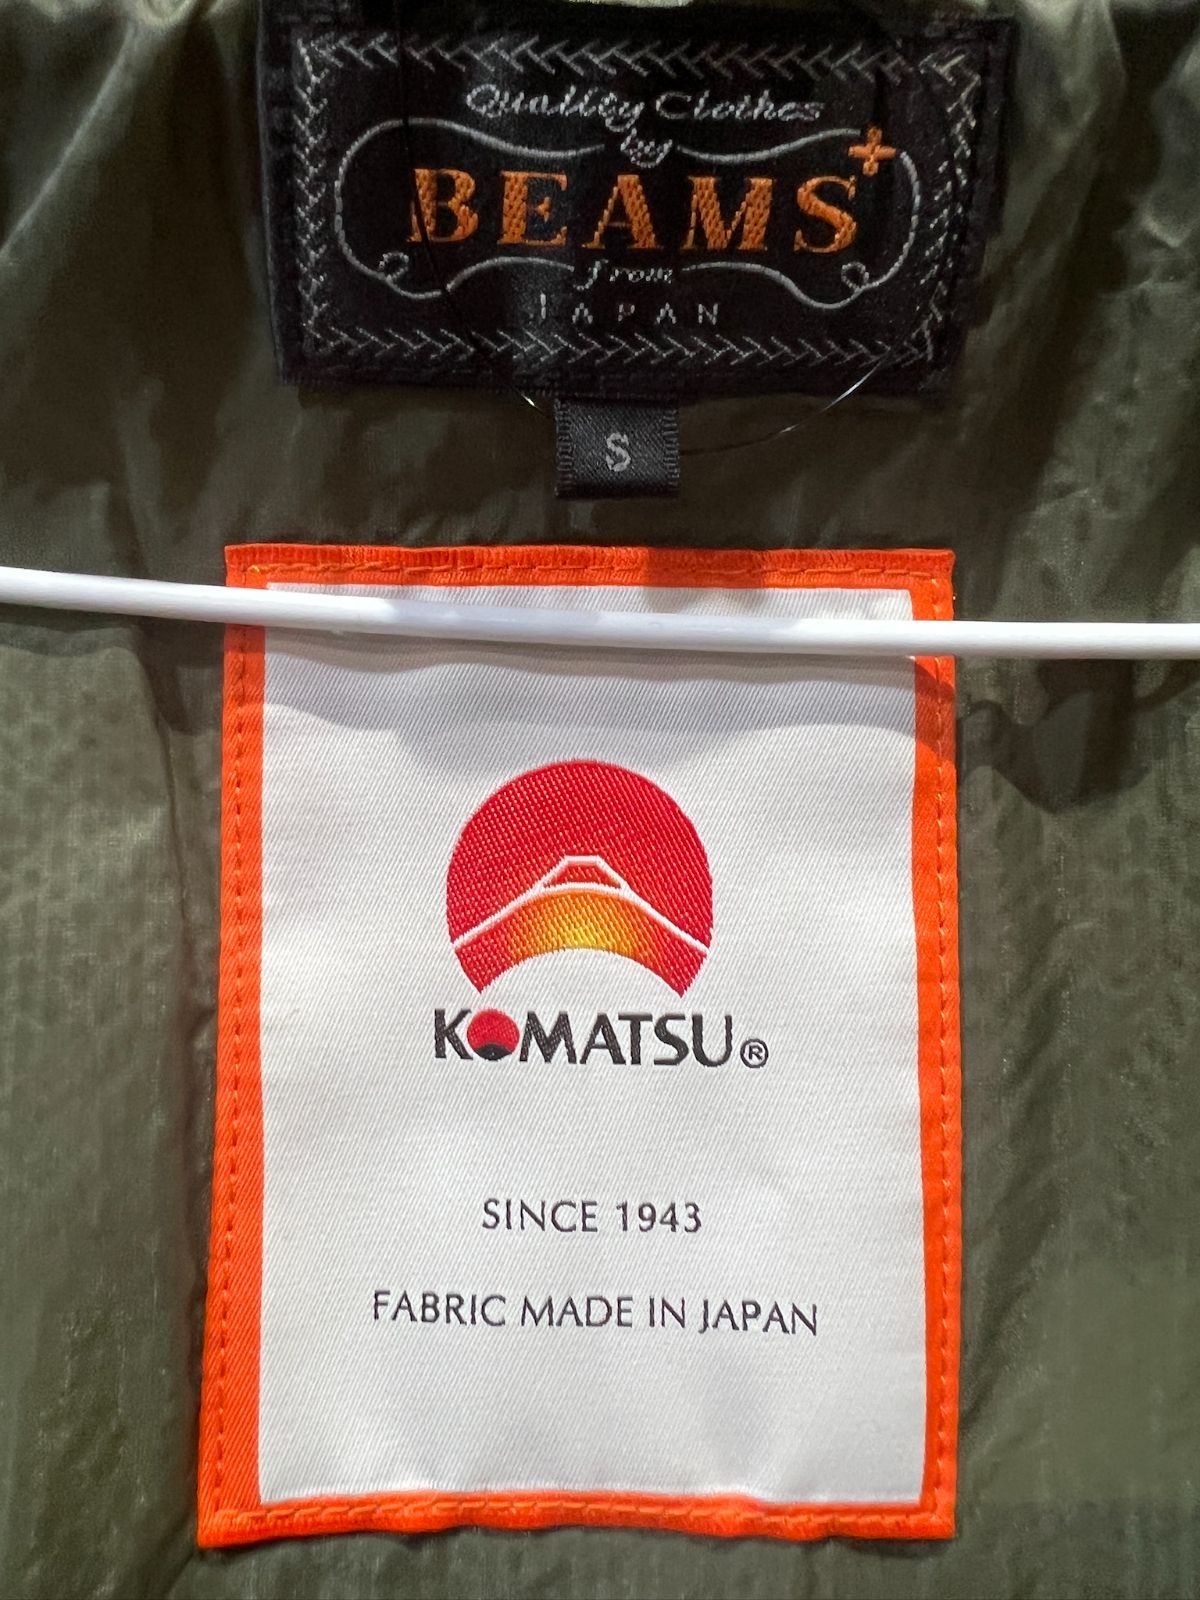 Quality Clothes
by
BEAMS+
from
JAPAN
S
KOMATSU®
SINCE 1943
FABRIC MADE IN JAPAN